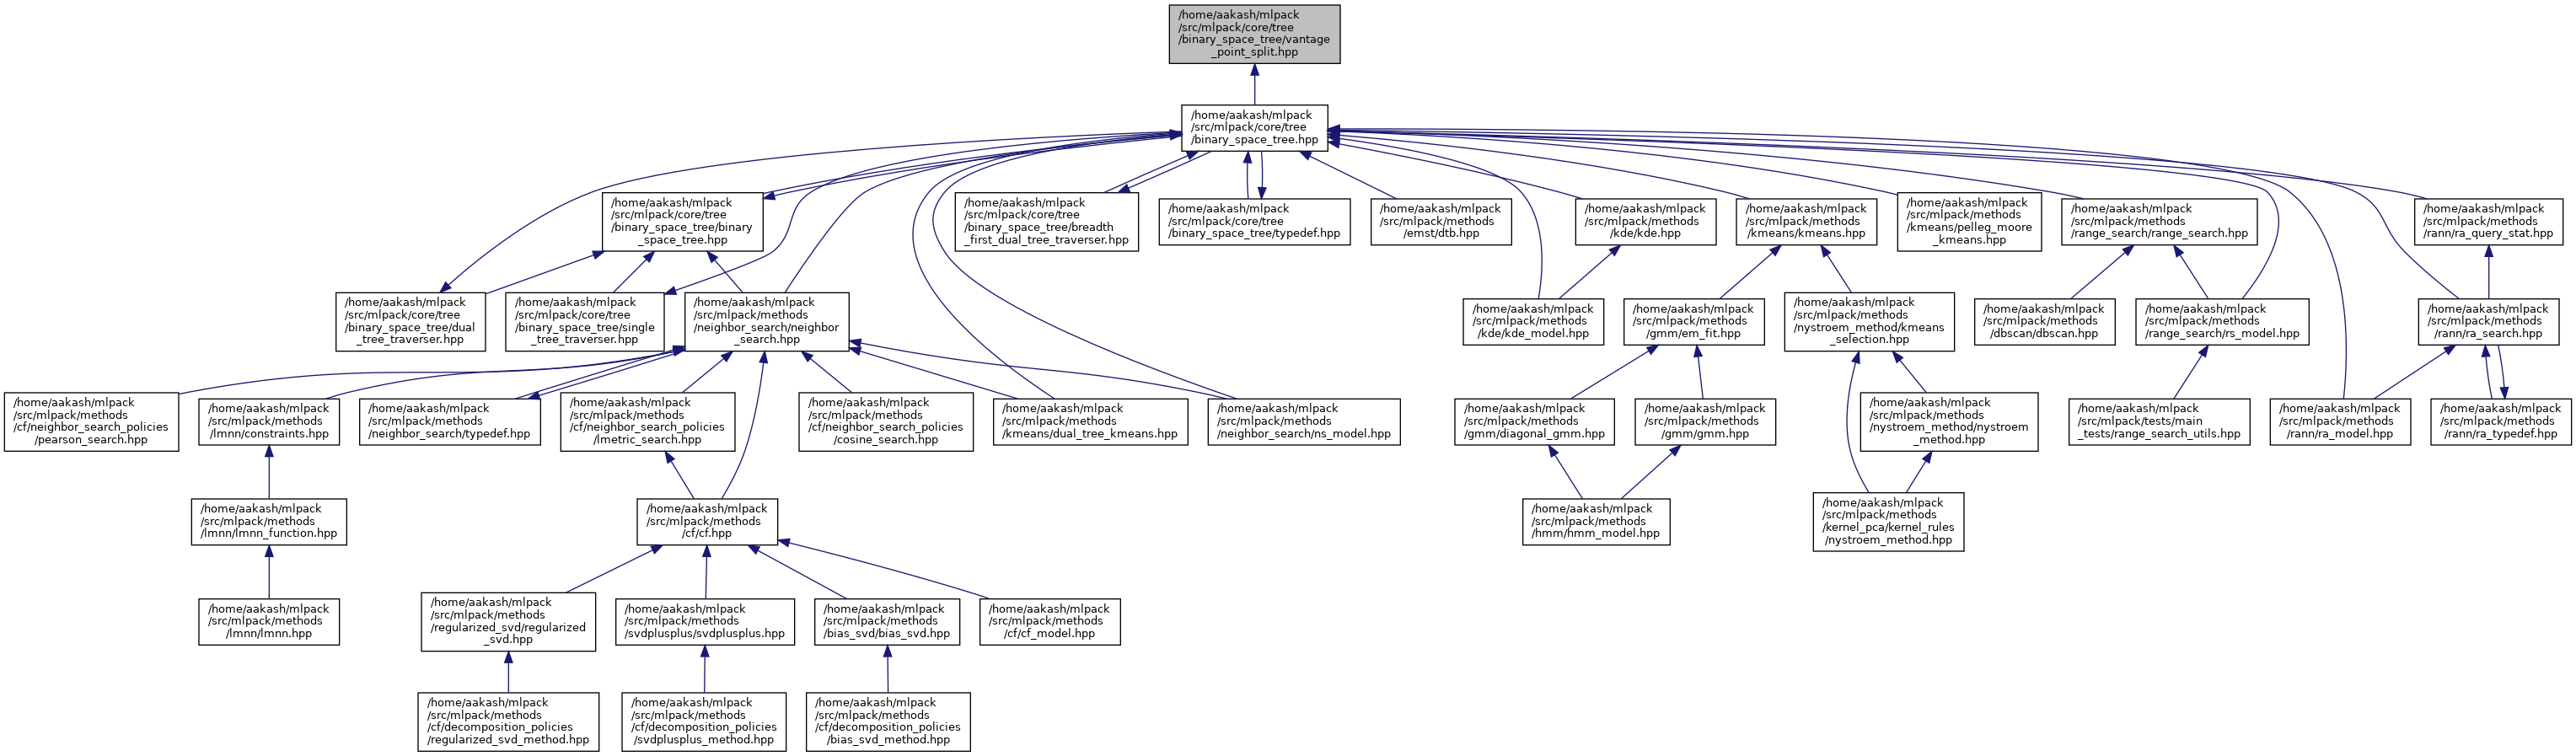 /home/aakash/mlpack
/src/mlpack/core/tree
/binary_space_tree/vantage
_point_split.hpp
/home/aakash/mlpack
/src/mlpack/core/tree
/binary_space_tree.hpp
/home/aakash/mlpack
/src/mlpack/core/tree
/binary_space_tree/binary
_space_tree.hpp
/home/aakash/mlpack
/src/mlpack/core/tree
/binary_space_tree/breadth
_first_dual_tree_traverser.hpp
/home/aakash/mlpack
/src/mlpack/core/tree
/binary_space_tree/typedef.hpp
/home/aakash/mlpack
/src/mlpack/methods
/emst/dtb.hpp
/home/aakash/mlpack
/src/mlpack/methods
/kde/kde.hpp
/home/aakash/mlpack
/src/mlpack/methods
/kmeans/kmeans.hpp
/home/aakash/mlpack
/src/mlpack/methods
/kmeans/pelleg_moore
_kmeans.hpp
/home/aakash/mlpack
/src/mlpack/methods
/range_search/range_search.hpp
/home/aakash/mlpack
/src/mlpack/methods
/rann/ra_query_stat.hpp
/home/aakash/mlpack
/src/mlpack/core/tree
/binary_space_tree/dual
_tree_traverser.hpp
/home/aakash/mlpack
/src/mlpack/core/tree
/binary_space_tree/single
_tree_traverser.hpp
/home/aakash/mlpack
/src/mlpack/methods
/neighbor_search/neighbor
_search.hpp
/home/aakash/mlpack
/src/mlpack/methods
/kde/kde_model.hpp
/home/aakash/mlpack
/src/mlpack/methods
/gmm/em_fit.hpp
/home/aakash/mlpack
/src/mlpack/methods
/nystroem_method/kmeans
_selection.hpp
/home/aakash/mlpack
/src/mlpack/methods
/dbscan/dbscan.hpp
/home/aakash/mlpack
/src/mlpack/methods
/range_search/rs_model.hpp
/home/aakash/mlpack
/src/mlpack/methods
/rann/ra_search.hpp
/home/aakash/mlpack
/src/mlpack/methods
/cf/neighbor_search_policies
/pearson_search.hpp
/home/aakash/mlpack
/src/mlpack/methods
/lmnn/constraints.hpp
/home/aakash/mlpack
/src/mlpack/methods
/neighbor_search/typedef.hpp
/home/aakash/mlpack
/src/mlpack/methods
/cf/neighbor_search_policies
/lmetric_search.hpp
/home/aakash/mlpack
/src/mlpack/methods
/cf/neighbor_search_policies
/cosine_search.hpp
/home/aakash/mlpack
/src/mlpack/methods
/kmeans/dual_tree_kmeans.hpp
/home/aakash/mlpack
/src/mlpack/methods
/neighbor_search/ns_model.hpp
/home/aakash/mlpack
/src/mlpack/methods
/gmm/diagonal_gmm.hpp
/home/aakash/mlpack
/src/mlpack/methods
/gmm/gmm.hpp
/home/aakash/mlpack
/src/mlpack/methods
/nystroem_method/nystroem
_method.hpp
/home/aakash/mlpack
/src/mlpack/tests/main
_tests/range_search_utils.hpp
/home/aakash/mlpack
/src/mlpack/methods
/rann/ra_model.hpp
/home/aakash/mlpack
/src/mlpack/methods
/rann/ra_typedef.hpp
/home/aakash/mlpack
/src/mlpack/methods
/lmnn/lmnn_function.hpp
/home/aakash/mlpack
/src/mlpack/methods
/cf/cf.hpp
/home/aakash/mlpack
/src/mlpack/methods
/hmm/hmm_model.hpp
/home/aakash/mlpack
/src/mlpack/methods
/kernel_pca/kernel_rules
/nystroem_method.hpp
/home/aakash/mlpack
/src/mlpack/methods
/lmnn/lmnn.hpp
/home/aakash/mlpack
/src/mlpack/methods
/regularized_svd/regularized
_svd.hpp
/home/aakash/mlpack
/src/mlpack/methods
/svdplusplus/svdplusplus.hpp
/home/aakash/mlpack
/src/mlpack/methods
/bias_svd/bias_svd.hpp
/home/aakash/mlpack
/src/mlpack/methods
/cf/cf_model.hpp
/home/aakash/mlpack
/src/mlpack/methods
/cf/decomposition_policies
/regularized_svd_method.hpp
/home/aakash/mlpack
/src/mlpack/methods
/cf/decomposition_policies
/svdplusplus_method.hpp
/home/aakash/mlpack
/src/mlpack/methods
/cf/decomposition_policies
/bias_svd_method.hpp